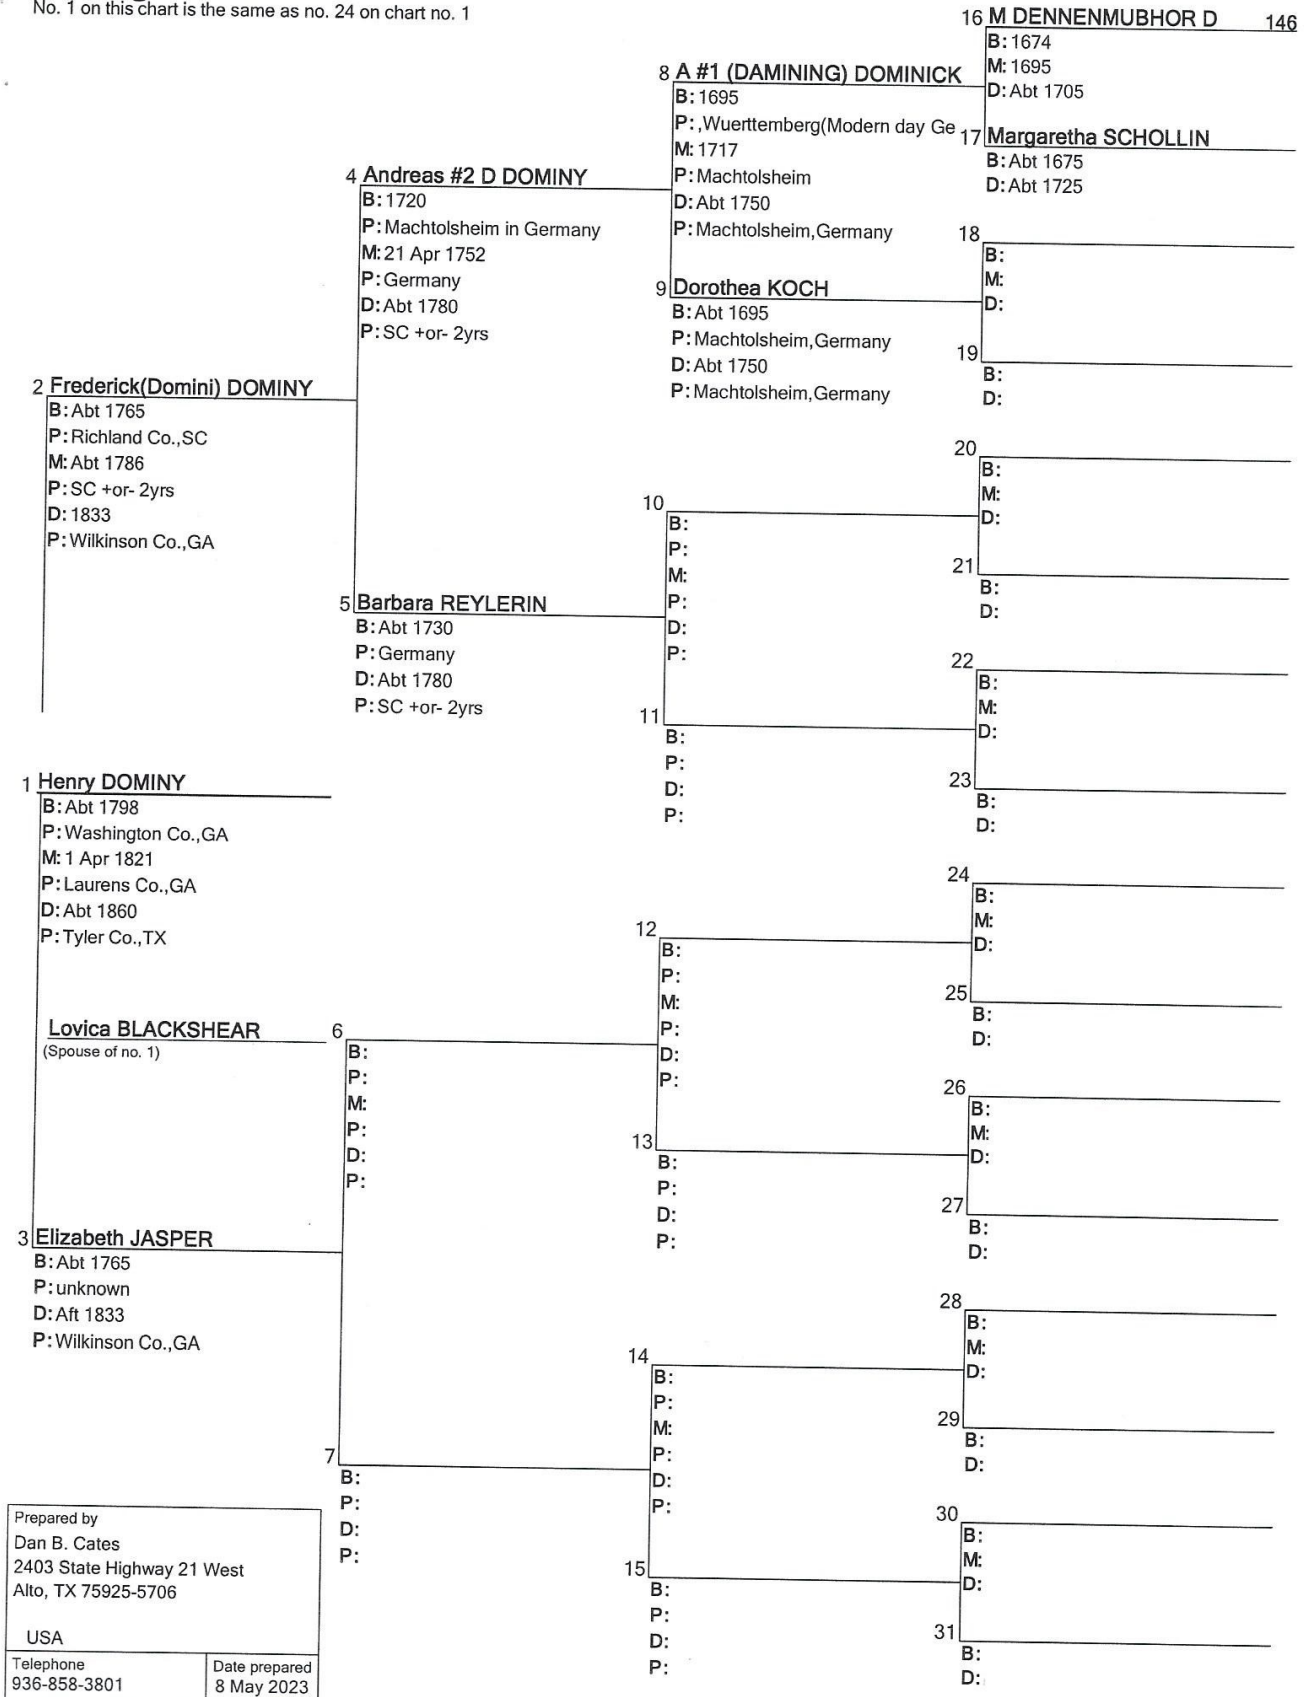 No. 1 on this chart is the same as no. 24 on chart no. 1
16 M DENNENMUBHOR D 146
B: 1674
M: 1695
D: Abt 1705
8 A #1 (DAMINING) DOMINICK
B: 1695
P: ,Wuerttemberg(Modern day Ge
M: 1717
P: Machtolsheim
D: Abt 1750
P: Machtolsheim,Germany
17 Margaretha SCHOLLIN
B: Abt 1675
D: Abt 1725
4 Andreas #2 D DOMINY
B: 1720
P: Machtolsheim in Germany
M: 21 Apr 1752
P: Germany
D: Abt 1780
P: SC +or- 2yrs
18
B:
M:
D:
9 Dorothea KOCH
B: Abt 1695
P: Machtolsheim,Germany
D: Abt 1750
P: Machtolsheim,Germany
19
B:
D:
2 Frederick(Domini) DOMINY
B: Abt 1765
P: Richland Co.,SC
M: Abt 1786
P: SC +or- 2yrs
D: 1833
P: Wilkinson Co.,GA
20
B:
M:
D:
10
B:
P:
M:
P:
D:
P:
21
B:
D:
5 Barbara REYLERIN
B: Abt 1730
P: Germany
D: Abt 1780
P: SC +or- 2yrs
22
B:
M:
D:
11
B:
P:
D:
P:
23
B:
D:
1 Henry DOMINY
B: Abt 1798
P: Washington Co.,GA
M: 1 Apr 1821
P: Laurens Co.,GA
D: Abt 1860
P: Tyler Co.,TX
24
B:
M:
D:
12
B:
P:
M:
P:
D:
P:
25
B:
D:
Lovica BLACKSHEAR
(Spouse of no. 1)
6
B:
P:
M:
P:
D:
P:
26
B:
M:
D:
13
B:
P:
D:
P:
27
B:
D:
3 Elizabeth JASPER
B: Abt 1765
P: unknown
D: Aft 1833
P: Wilkinson Co.,GA
28
B:
M:
D:
14
B:
P:
M:
P:
D:
P:
29
B:
D:
7
B:
P:
D:
P:
30
B:
M:
D:
15
B:
P:
D:
P:
31
B:
D:
Prepared by
Dan B. Cates
2403 State Highway 21 West
Alto, TX 75925-5706
USA
Telephone
936-858-3801
Date prepared
8 May 2023